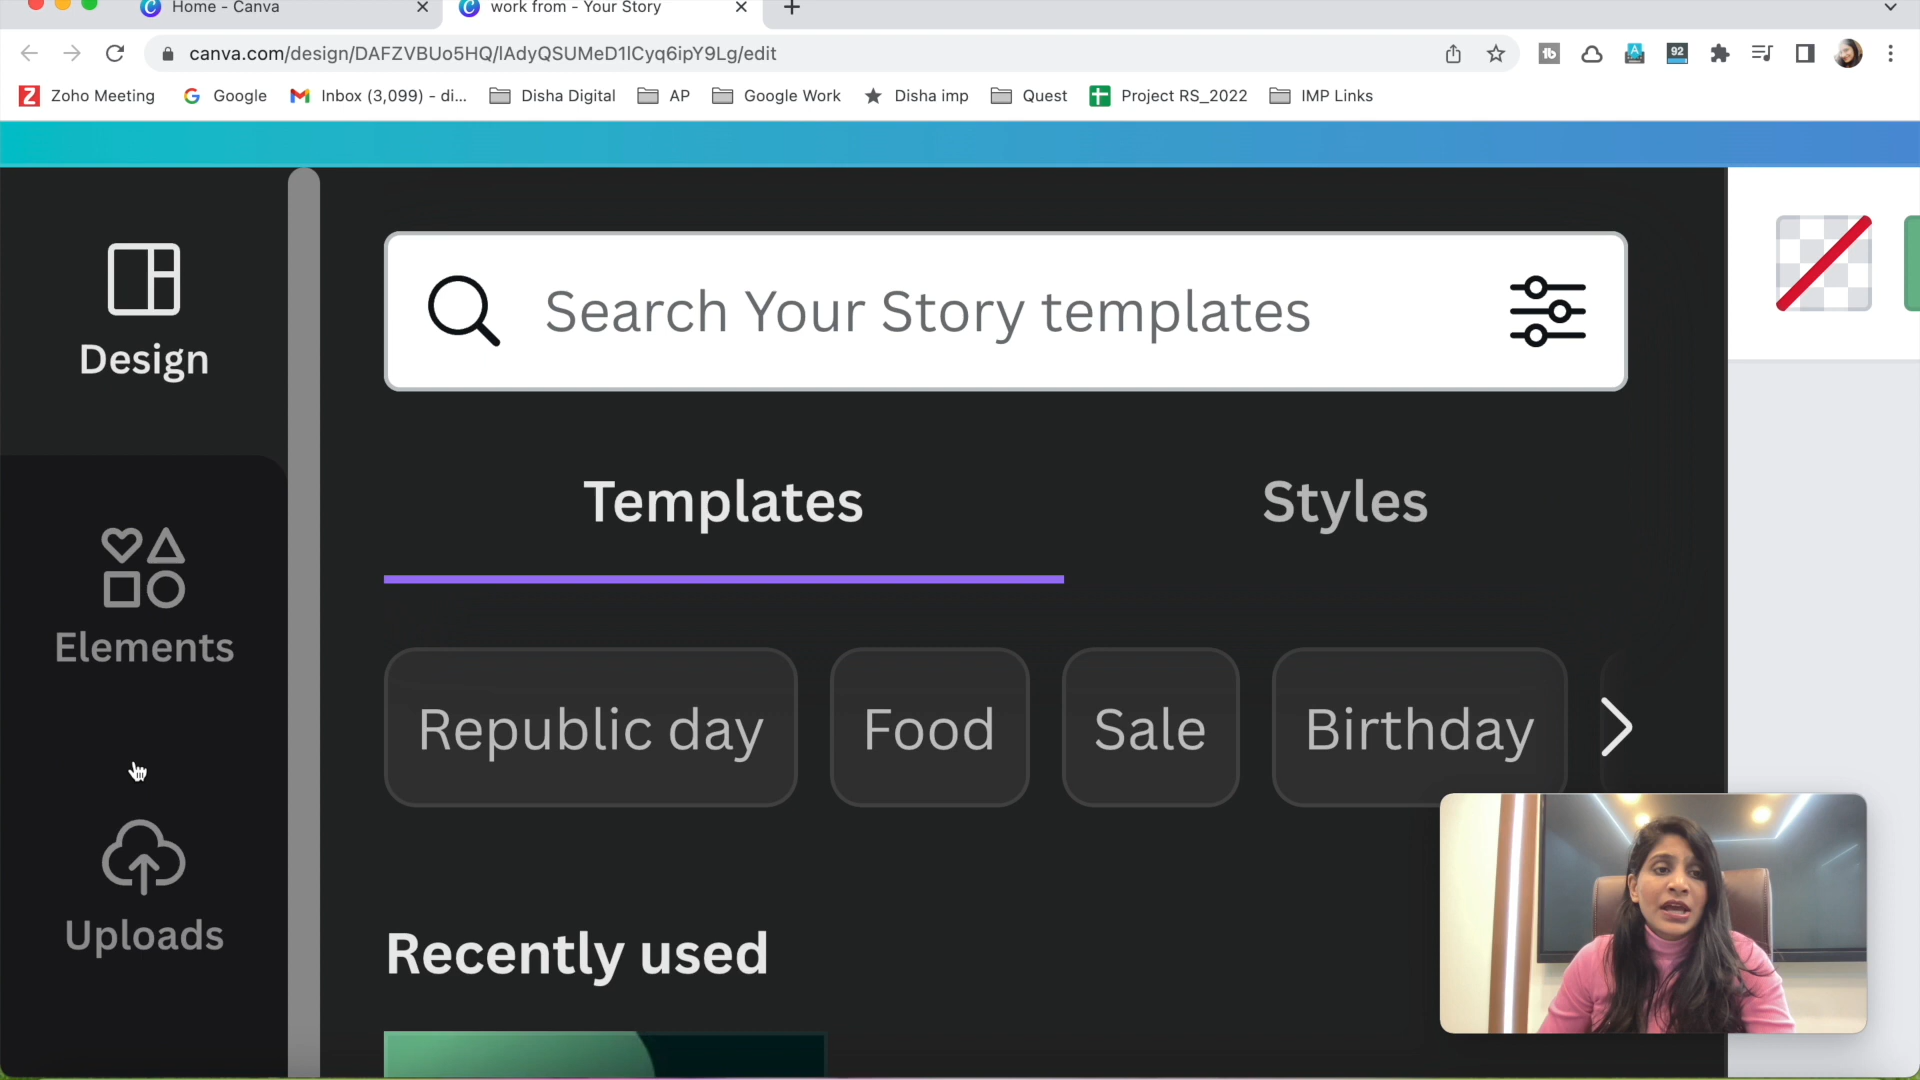 Home - Canva
work from - Your Story
canva.com/design/DAFZVBUo5HQ/lAdyQSUMeD1lCyq6ipY9Lg/edit
92
Zoho Meeting
Google
Inbox (3,099) - di...
Disha Digital
AP
Google Work
Disha imp
Quest
Project RS_2022
IMP Links
Search Your Story templates
Design
Templates
Styles
Elements
Republic day
Food
Sale
Birthday
Uploads
Recently used